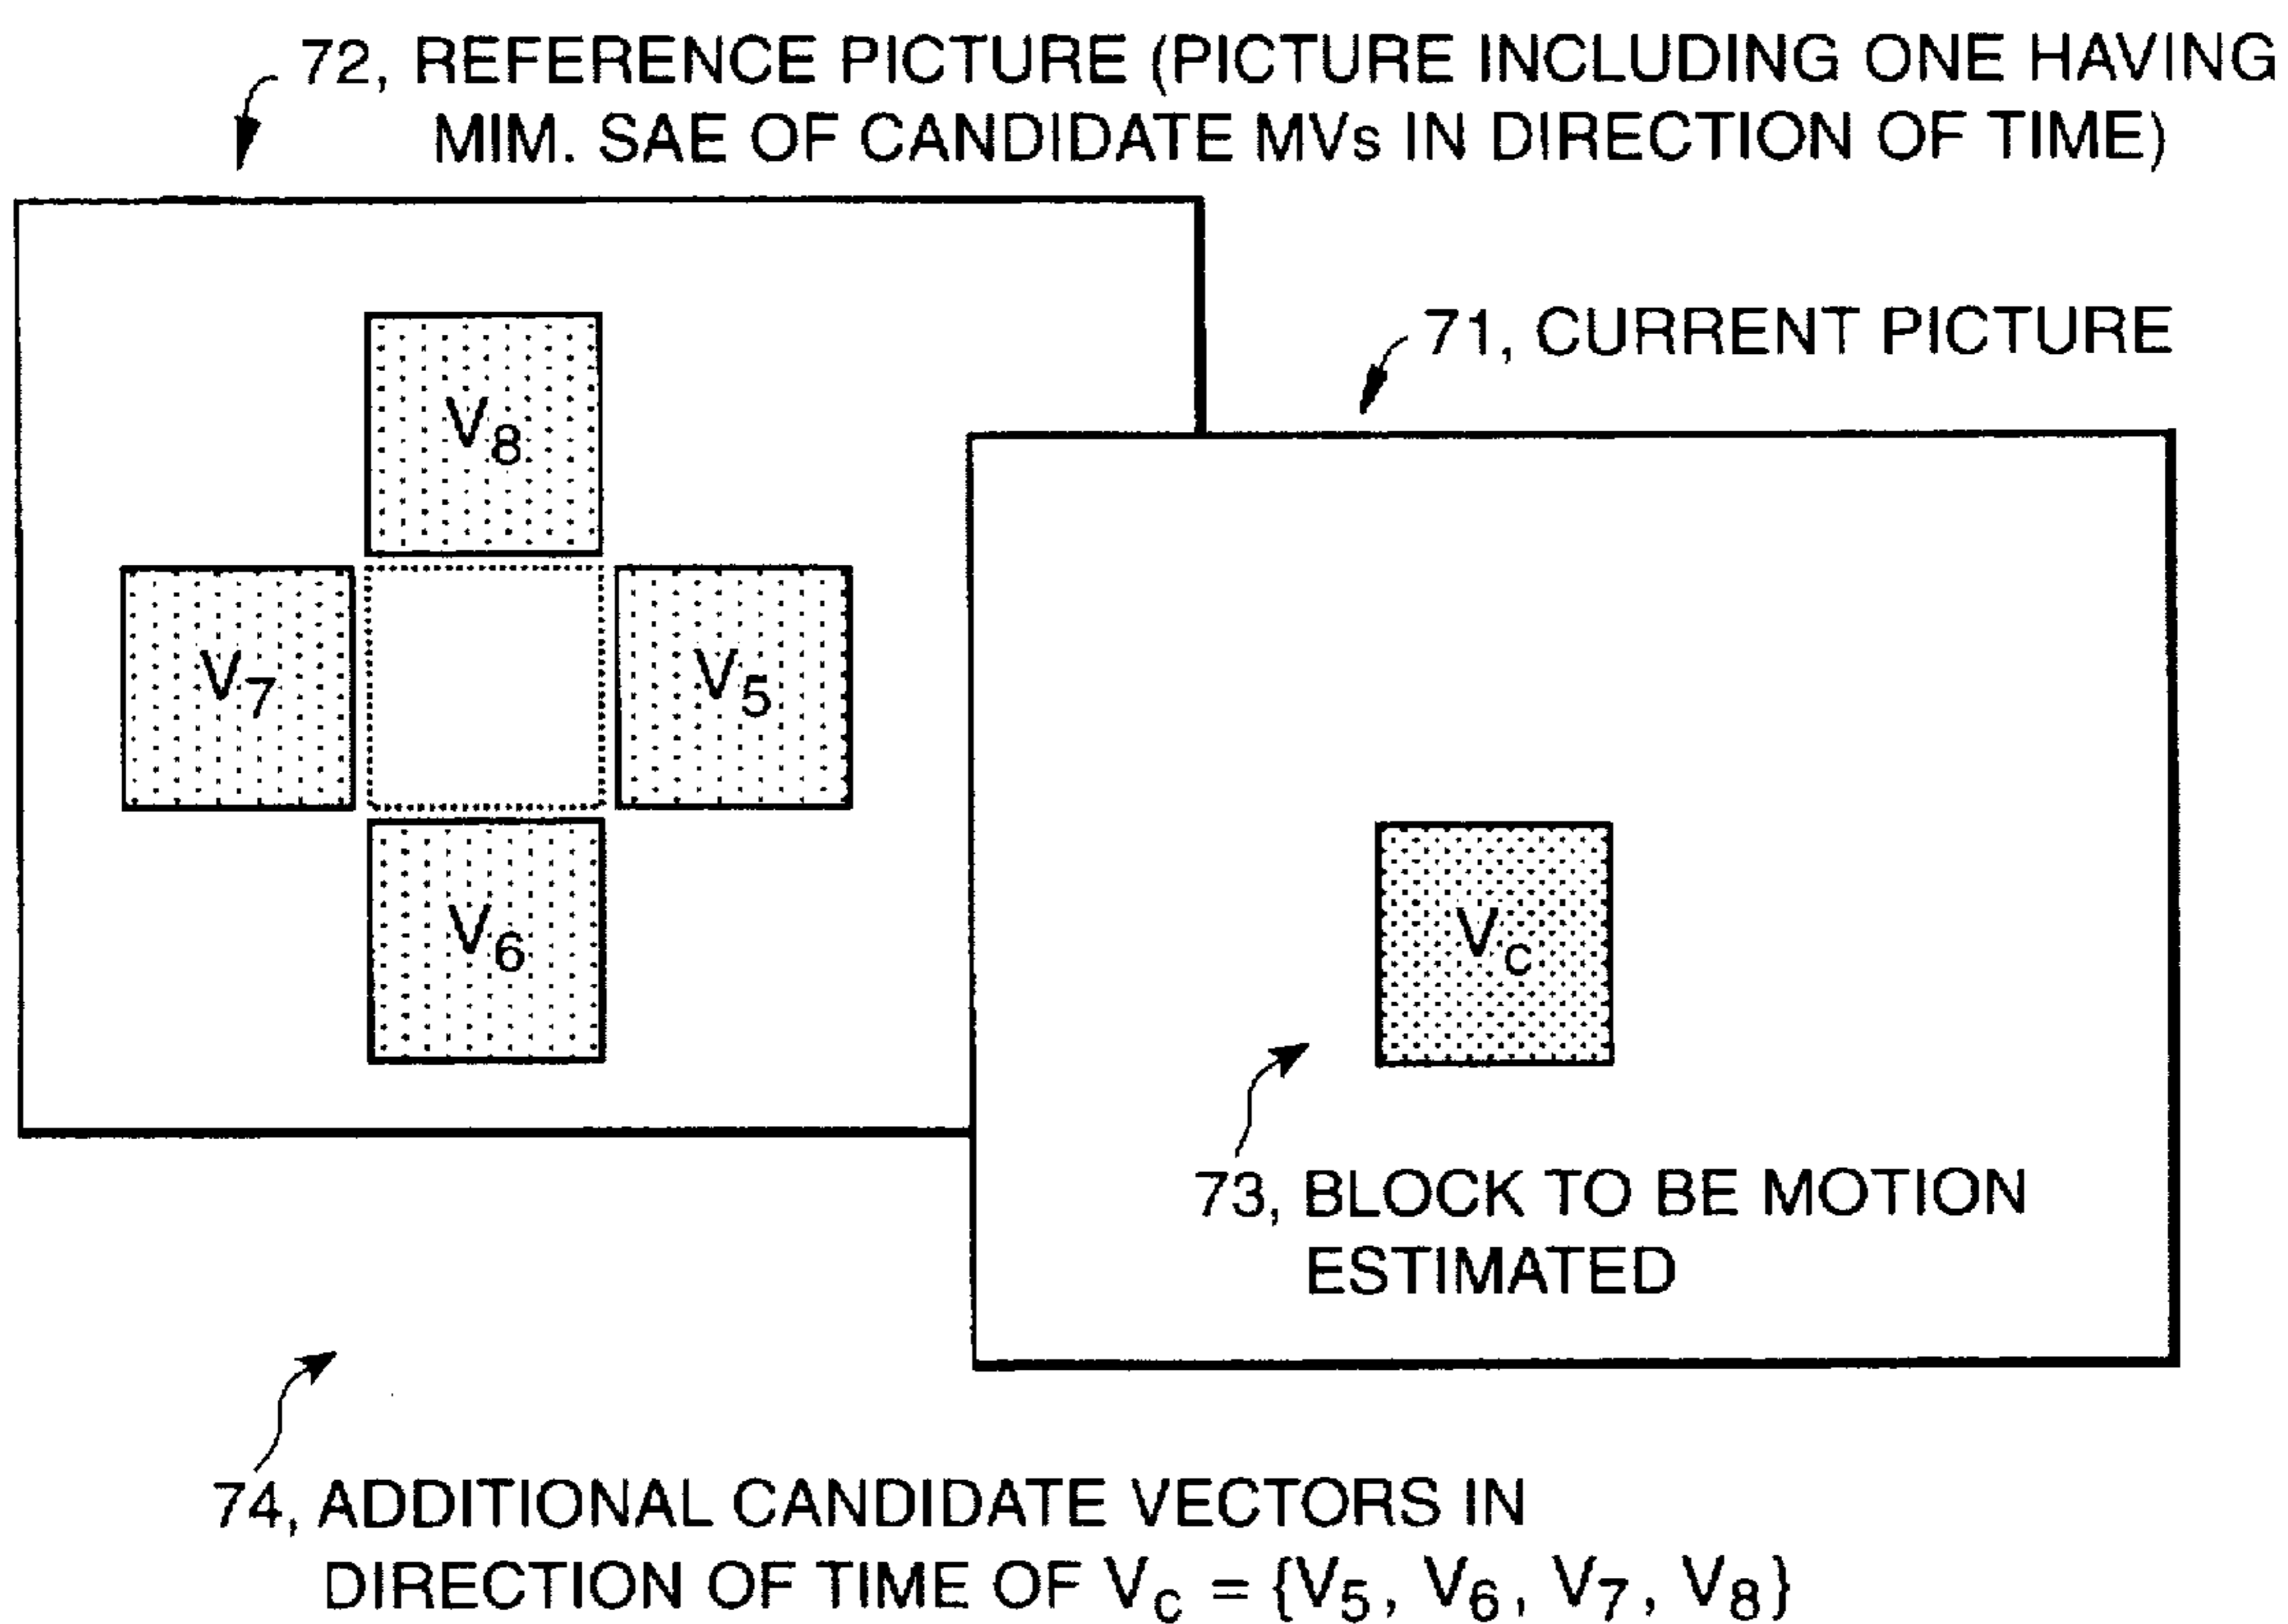 72, REFERENCE PICTURE (PICTURE INCLUDING ONE HAVING
MIM. SAE OF CANDIDATE MVs IN DIRECTION OF TIME)
71, CURRENT PICTURE
V8
V7
V5
V6
Vc
73, BLOCK TO BE MOTION
ESTIMATED
74, ADDITIONAL CANDIDATE VECTORS IN
DIRECTION OF TIME OF Vc = {V5, V6, V7, V8}